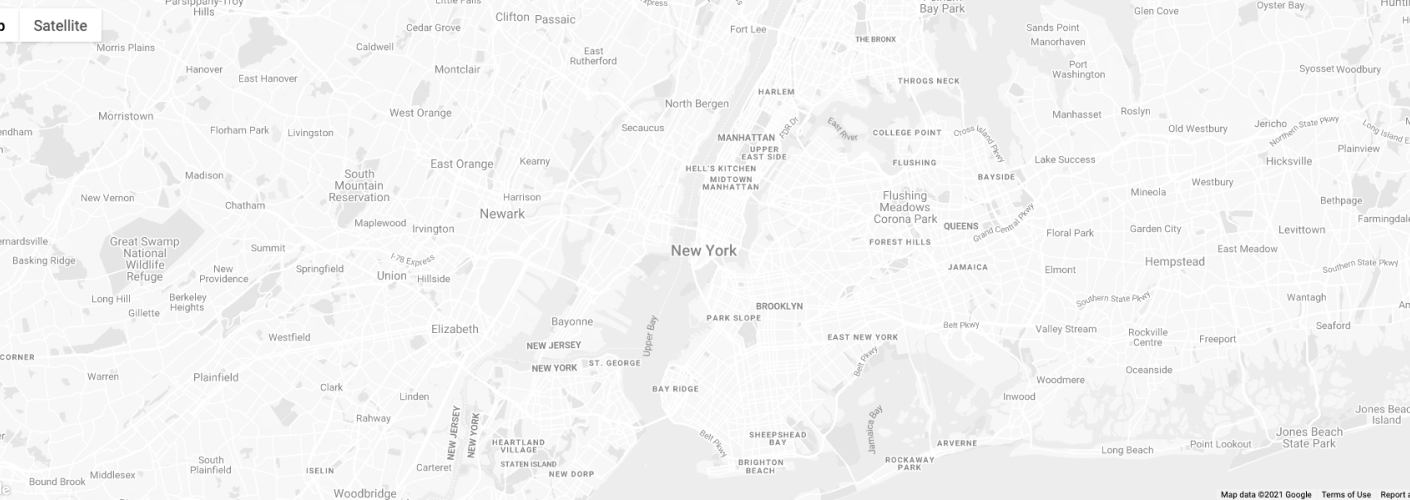 Parsippany-Troy
Hills
Little Falls
Clifton
Passaic
Bay Park
Glen Cove
Oyster Bay
Satellite
Cedar Grove
Fort Lee
Sands Point
Manorhaven
Morris Plains
Caldwell
East
Rutherford
THE BRONX
Hanover
East Hanover
Montclair
Port
Washington
Syosset
Woodbury
THROGS NECK
HARLEM
North Bergen
Morristown
West Orange
Manhasset
Roslyn
Florham Park
Livingston
Secaucus
MANHATTAN
FDR Dr
East River
COLLEGE POINT
Cross Island Pkwy
Old Westbury
Jericho
Northern State Pkwy
Plainview
UPPER
EAST SIDE
East Orange
Kearny
HELL'S KITCHEN
FLUSHING
Lake Success
Hicksville
Madison
South
Mountain
Reservation
MIDTOWN
MANHATTAN
BAYSIDE
Westbury
Mineola
New Vernon
Chatham
Harrison
Newark
Flushing
Meadows
Corona Park
Bethpage
Farmingdale
Maplewood
Irvington
QUEENS
Grand Central Pkwy
Floral Park
Garden City
Levittown
Great Swamp
National
Wildlife
Refuge
Basking Ridge
Summit
New York
FOREST HILLS
East Meadow
I-78 Express
New
Providence
Springfield
Union
Hillside
JAMAICA
Elmont
Hempstead
Southern State Pkwy
Long Hill
Berkeley
Heights
Gillette
BROOKLYN
Southern State Pkwy
Wantagh
PARK SLOPE
Bayonne
Upper Bay
Elizabeth
Westfield
EAST NEW YORK
Belt Pkwy
Valley Stream
Rockville
Centre
Freeport
Seaford
NEW JERSEY
NEW YORK
ST. GEORGE
CORNER
Belt Pkwy
Warren
Plainfield
Clark
Linden
BAY RIDGE
Woodmere
Oceanside
Inwood
Rahway
NEW JERSEY
NEW YORK
Jamaica Bay
Jones Beach
Island
HEARTLAND
VILLAGE
Belt Pkwy
SHEEPSHEAD
BAY
ARVERNE
Long Beach
Point Lookout
Jones Beach
State Park
South
Plainfield
ISELIN
Carteret
STATEN ISLAND
NEW DORP
BRIGHTON
BEACH
ROCKAWAY
PARK
Middlesex
Bound Brook
Woodbridge
Map data ©2021 Google
Terms of Use
Report a